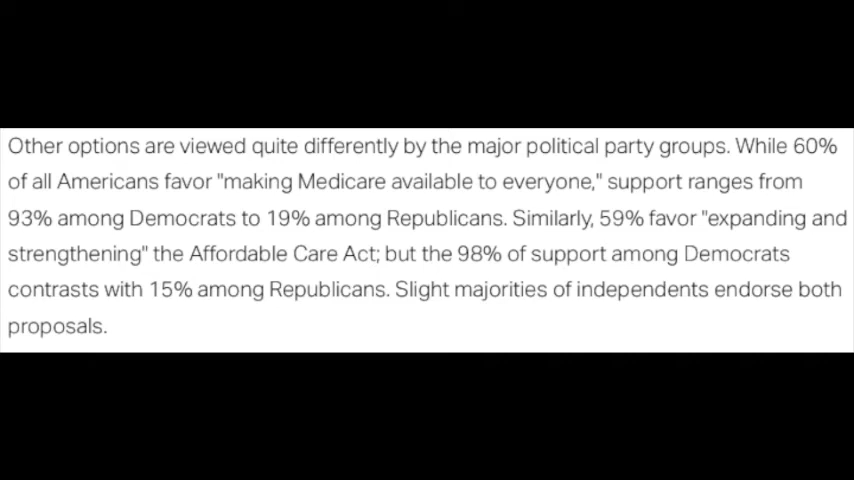 Other options are viewed quite differently by the major political party groups. While 60%
of all Americans favor "making Medicare available to everyone," support ranges from
93% among Democrats to 19% among Republicans. Similarly, 59% favor "expanding and
strengthening" the Affordable Care Act; but the 98% of support among Democrats
contrasts with 15% among Republicans. Slight majorities of independents endorse both
proposals.